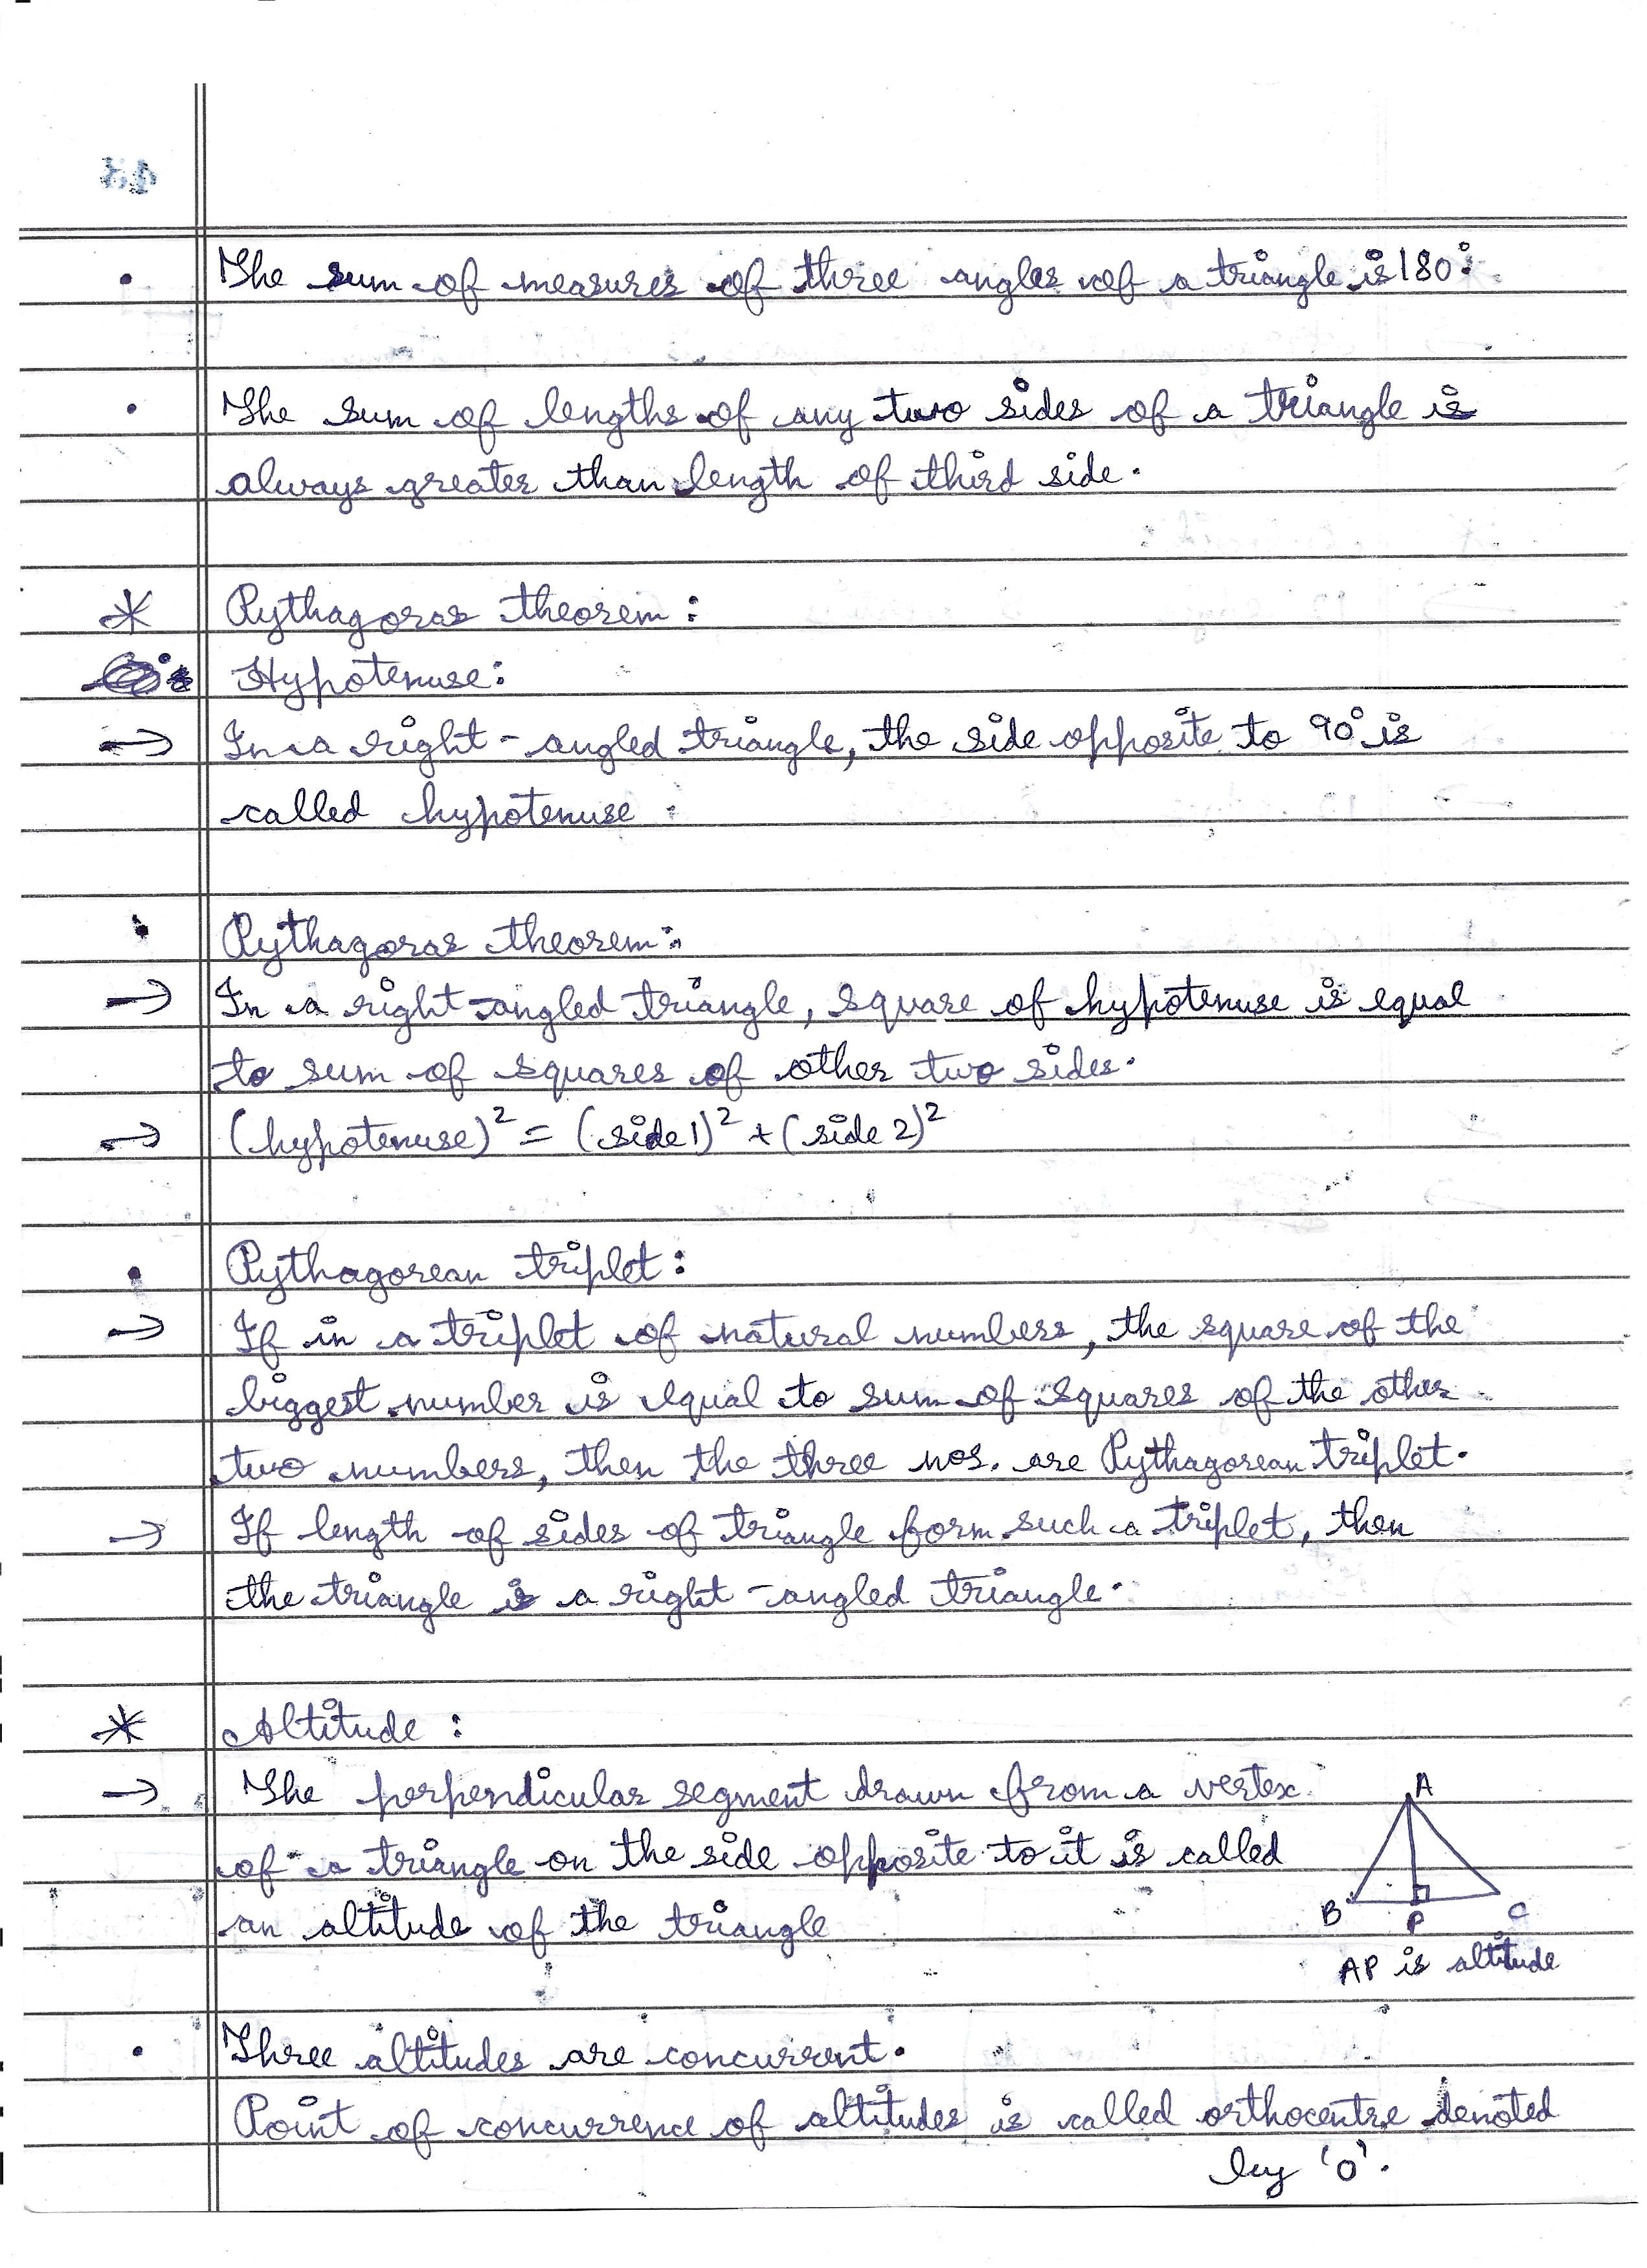 • The sum of measures of three angles of a triangle is 180°.
• The sum of lengths of any two sides of a triangle is
always greater than length of third side.
* Pythagoras theorem :
Hypotenuse:
→ In a right-angled triangle, the side opposite to 90° is
called hypotenuse.
• Pythagoras theorem:
→ In a right-angled triangle, square of hypotenuse is equal
to sum of squares of other two sides.
→ (hypotenuse)² = (side 1)² + (side 2)²
• Pythagorean triplet :
→ If in a triplet of natural numbers, the square of the
biggest number is equal to sum of squares of the other
two numbers, then the three nos. are Pythagorean triplet.
→ If length of sides of triangle form such a triplet, then
the triangle is a right-angled triangle.
* Altitude :
→ The perpendicular segment drawn from a vertex
of a triangle on the side opposite to it is called
an altitude of the triangle
A
B P C
AP is altitude
• Three altitudes are concurrent.
Point of concurrence of altitudes is called orthocentre denoted
by 'O'.